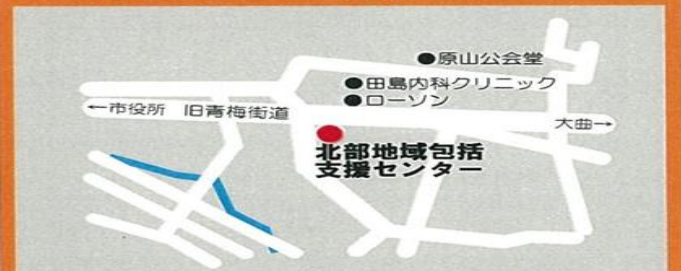 ●原山公会堂
●田島内科クリニック
●ローソン
←市役所 旧青梅街道
大曲→
北部地域包括
支援センター